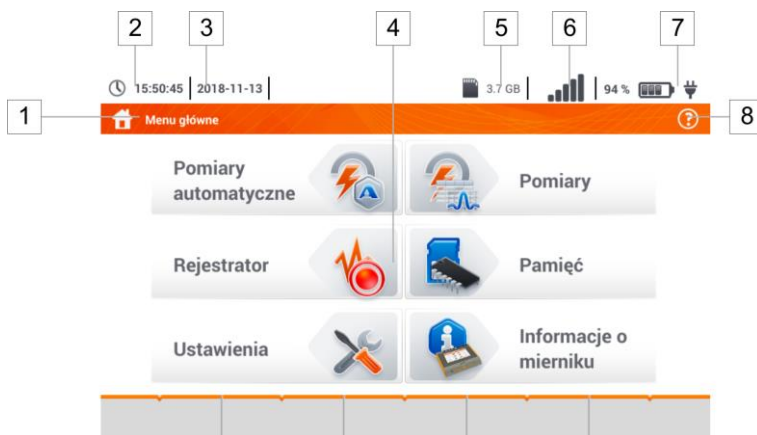 2 3 4 5 6 7
15:50:45 2018-11-13 3.7 GB 94 %
1 Menu główne ? 8
Pomiary
automatyczne
Pomiary
Rejestrator
Pamięć
Ustawienia
Informacje o
mierniku